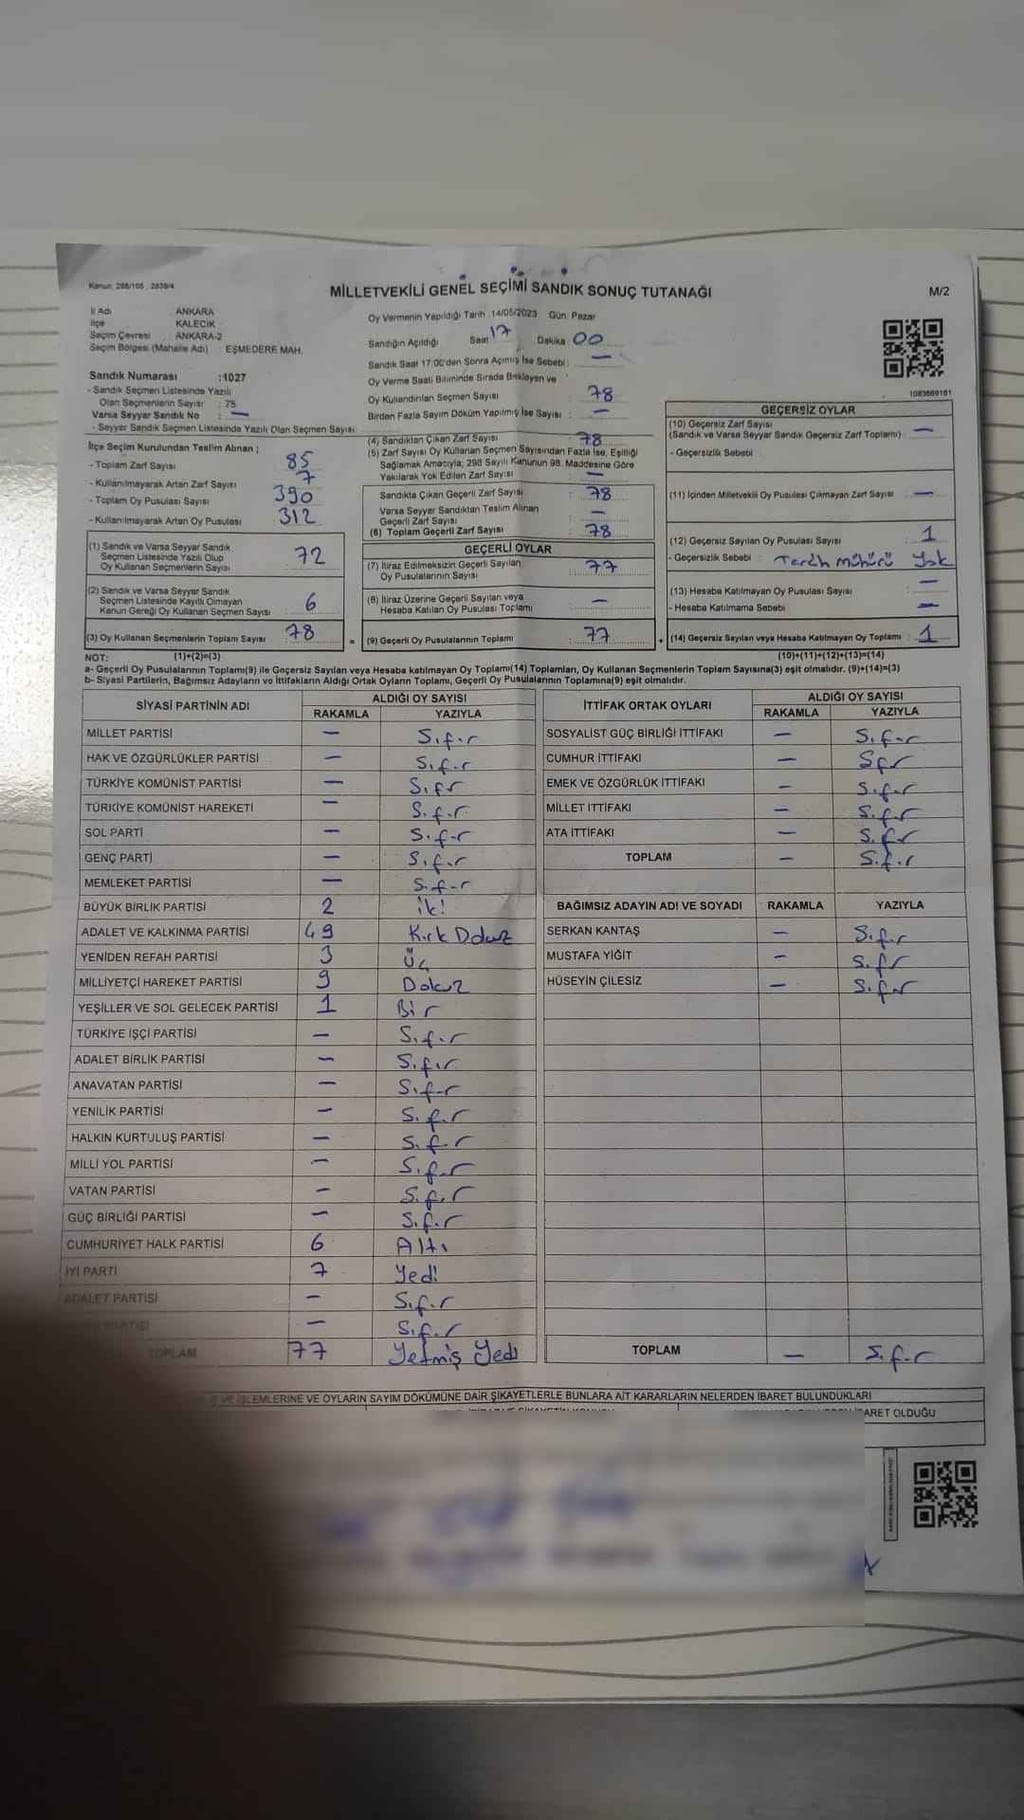 Kanun: 298/105, 2839/4
MİLLETVEKİLİ GENEL SEÇİMİ SANDIK SONUÇ TUTANAĞI
M/2
İl Adı ANKARA
İlçe KALECİK
Seçim Çevresi ANKARA-2
Seçim Bölgesi (Mahalle Adı) EŞMEDERE MAH.
Sandık Numarası :1027
- Sandık Seçmen Listesinde Yazılı
Olan Seçmenlerin Sayısı : 75
Varsa Seyyar Sandık No : —
- Seyyar Sandık Seçmen Listesinde Yazılı Olan Seçmen Sayısı:
İlçe Seçim Kurulundan Teslim Alınan ;
- Toplam Zarf Sayısı 85
- Kullanılmayarak Artan Zarf Sayısı 7
- Toplam Oy Pusulası Sayısı 390
- Kullanılmayarak Artan Oy Pusulası 312
(1) Sandık ve Varsa Seyyar Sandık
Seçmen Listesinde Yazılı Olup
Oy Kullanan Seçmenlerin Sayısı 72
(2) Sandık ve Varsa Seyyar Sandık
Seçmen Listesinde Kayıtlı Olmayan
Kanun Gereği Oy Kullanan Seçmen Sayısı 6
(3) Oy Kullanan Seçmenlerin Toplam Sayısı 78
Oy Vermenin Yapıldığı Tarih 14/05/2023 Gün: Pazar
Sandığın Açıldığı Saat 17 Dakika 00
Sandık Saat 17:00'den Sonra Açılmış İse Sebebi : —
Oy Verme Saati Bitiminde Sırada Bekleyen ve
Oy Kullandırılan Seçmen Sayısı 78
Birden Fazla Sayım Döküm Yapılmış İse Sayısı : —
(4) Sandıktan Çıkan Zarf Sayısı 78
(5) Zarf Sayısı Oy Kullanan Seçmen Sayısından Fazla İse, Eşitliği
Sağlamak Amacıyla, 298 Sayılı Kanunun 98. Maddesine Göre
Yakılarak Yok Edilen Zarf Sayısı —
Sandıkta Çıkan Geçerli Zarf Sayısı : 78
Varsa Seyyar Sandıktan Teslim Alınan
Geçerli Zarf Sayısı —
(6) Toplam Geçerli Zarf Sayısı : 78
GEÇERLİ OYLAR
(7) İtiraz Edilmeksizin Geçerli Sayılan
Oy Pusulalarının Sayısı 77
(8) İtiraz Üzerine Geçerli Sayılan veya
Hesaba Katılan Oy Pusulası Toplamı —
= (9) Geçerli Oy Pusulalarının Toplamı : 77
1083669161
GEÇERSİZ OYLAR
(10) Geçersiz Zarf Sayısı
(Sandık ve Varsa Seyyar Sandık Geçersiz Zarf Toplamı) : —
- Geçersizlik Sebebi
(11) İçinden Milletvekili Oy Pusulası Çıkmayan Zarf Sayısı —
(12) Geçersiz Sayılan Oy Pusulası Sayısı : 1
- Geçersizlik Sebebi : Tercih mühürü Yok
(13) Hesaba Katılmayan Oy Pusulası Sayısı —
- Hesaba Katılmama Sebebi —
+ (14) Geçersiz Sayılan veya Hesaba Katılmayan Oy Toplamı : 1
NOT: (1)+(2)=(3) (10)+(11)+(12)+(13)=(14)
a- Geçerli Oy Pusulalarının Toplamı(9) ile Geçersiz Sayılan veya Hesaba katılmayan Oy Toplamı(14) Toplamları, Oy Kullanan Seçmenlerin Toplam Sayısına(3) eşit olmalıdır. (9)+(14)=(3)
b- Siyasi Partilerin, Bağımsız Adayların ve İttifakların Aldığı Ortak Oyların Toplamı, Geçerli Oy Pusulalarının Toplamına(9) eşit olmalıdır.
SİYASİ PARTİNİN ADI ALDIĞI OY SAYISI
RAKAMLA YAZIYLA
MİLLET PARTİSİ — Sıfır
HAK VE ÖZGÜRLÜKLER PARTİSİ — Sıfır
TÜRKİYE KOMÜNİST PARTİSİ — Sıfır
TÜRKİYE KOMÜNİST HAREKETİ — Sıfır
SOL PARTİ — Sıfır
GENÇ PARTİ — Sıfır
MEMLEKET PARTİSİ — Sıfır
BÜYÜK BİRLİK PARTİSİ 2 iki
ADALET VE KALKINMA PARTİSİ 49 Kırk Dokuz
YENİDEN REFAH PARTİSİ 3 Üç
MİLLİYETÇİ HAREKET PARTİSİ 9 Dokuz
YEŞİLLER VE SOL GELECEK PARTİSİ 1 Bir
TÜRKİYE İŞÇİ PARTİSİ — Sıfır
ADALET BİRLİK PARTİSİ — Sıfır
ANAVATAN PARTİSİ — Sıfır
YENİLİK PARTİSİ — Sıfır
HALKIN KURTULUŞ PARTİSİ — Sıfır
MİLLİ YOL PARTİSİ — Sıfır
VATAN PARTİSİ — Sıfır
GÜÇ BİRLİĞİ PARTİSİ — Sıfır
CUMHURİYET HALK PARTİSİ 6 Altı
İYİ PARTİ 7 Yedi
ADALET PARTİSİ — Sıfır
PARTİSİ — Sıfır
TOPLAM 77 Yetmiş Yedi
İTTİFAK ORTAK OYLARI ALDIĞI OY SAYISI
RAKAMLA YAZIYLA
SOSYALİST GÜÇ BİRLİĞİ İTTİFAKI — Sıfır
CUMHUR İTTİFAKI — Sıfır
EMEK VE ÖZGÜRLÜK İTTİFAKI — Sıfır
MİLLET İTTİFAKI — Sıfır
ATA İTTİFAKI — Sıfır
TOPLAM — Sıfır
BAĞIMSIZ ADAYIN ADI VE SOYADI RAKAMLA YAZIYLA
SERKAN KANTAŞ — Sıfır
MUSTAFA YİĞİT — Sıfır
HÜSEYİN ÇİLESİZ — Sıfır
TOPLAM — Sıfır
İŞLEMLERİNE VE OYLARIN SAYIM DÖKÜMÜNE DAİR ŞİKAYETLERLE BUNLARA AİT KARARLARIN NELERDEN İBARET BULUNDUKLARI
İBARET OLDUĞU